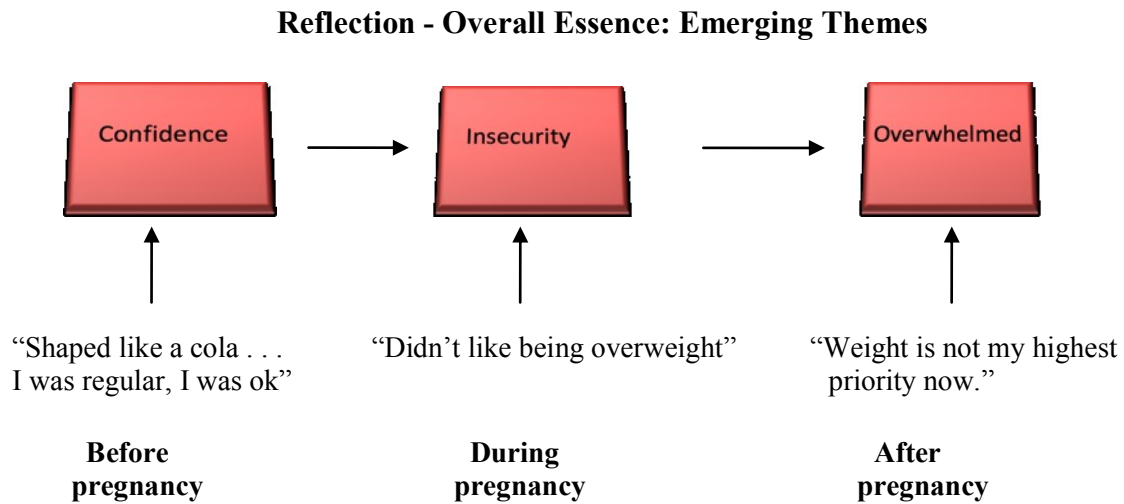 Reflection - Overall Essence: Emerging Themes
Confidence
Insecurity
Overwhelmed
“Shaped like a cola . . .
I was regular, I was ok”
“Didn’t like being overweight”
“Weight is not my highest
priority now.”
Before
pregnancy
During
pregnancy
After
pregnancy